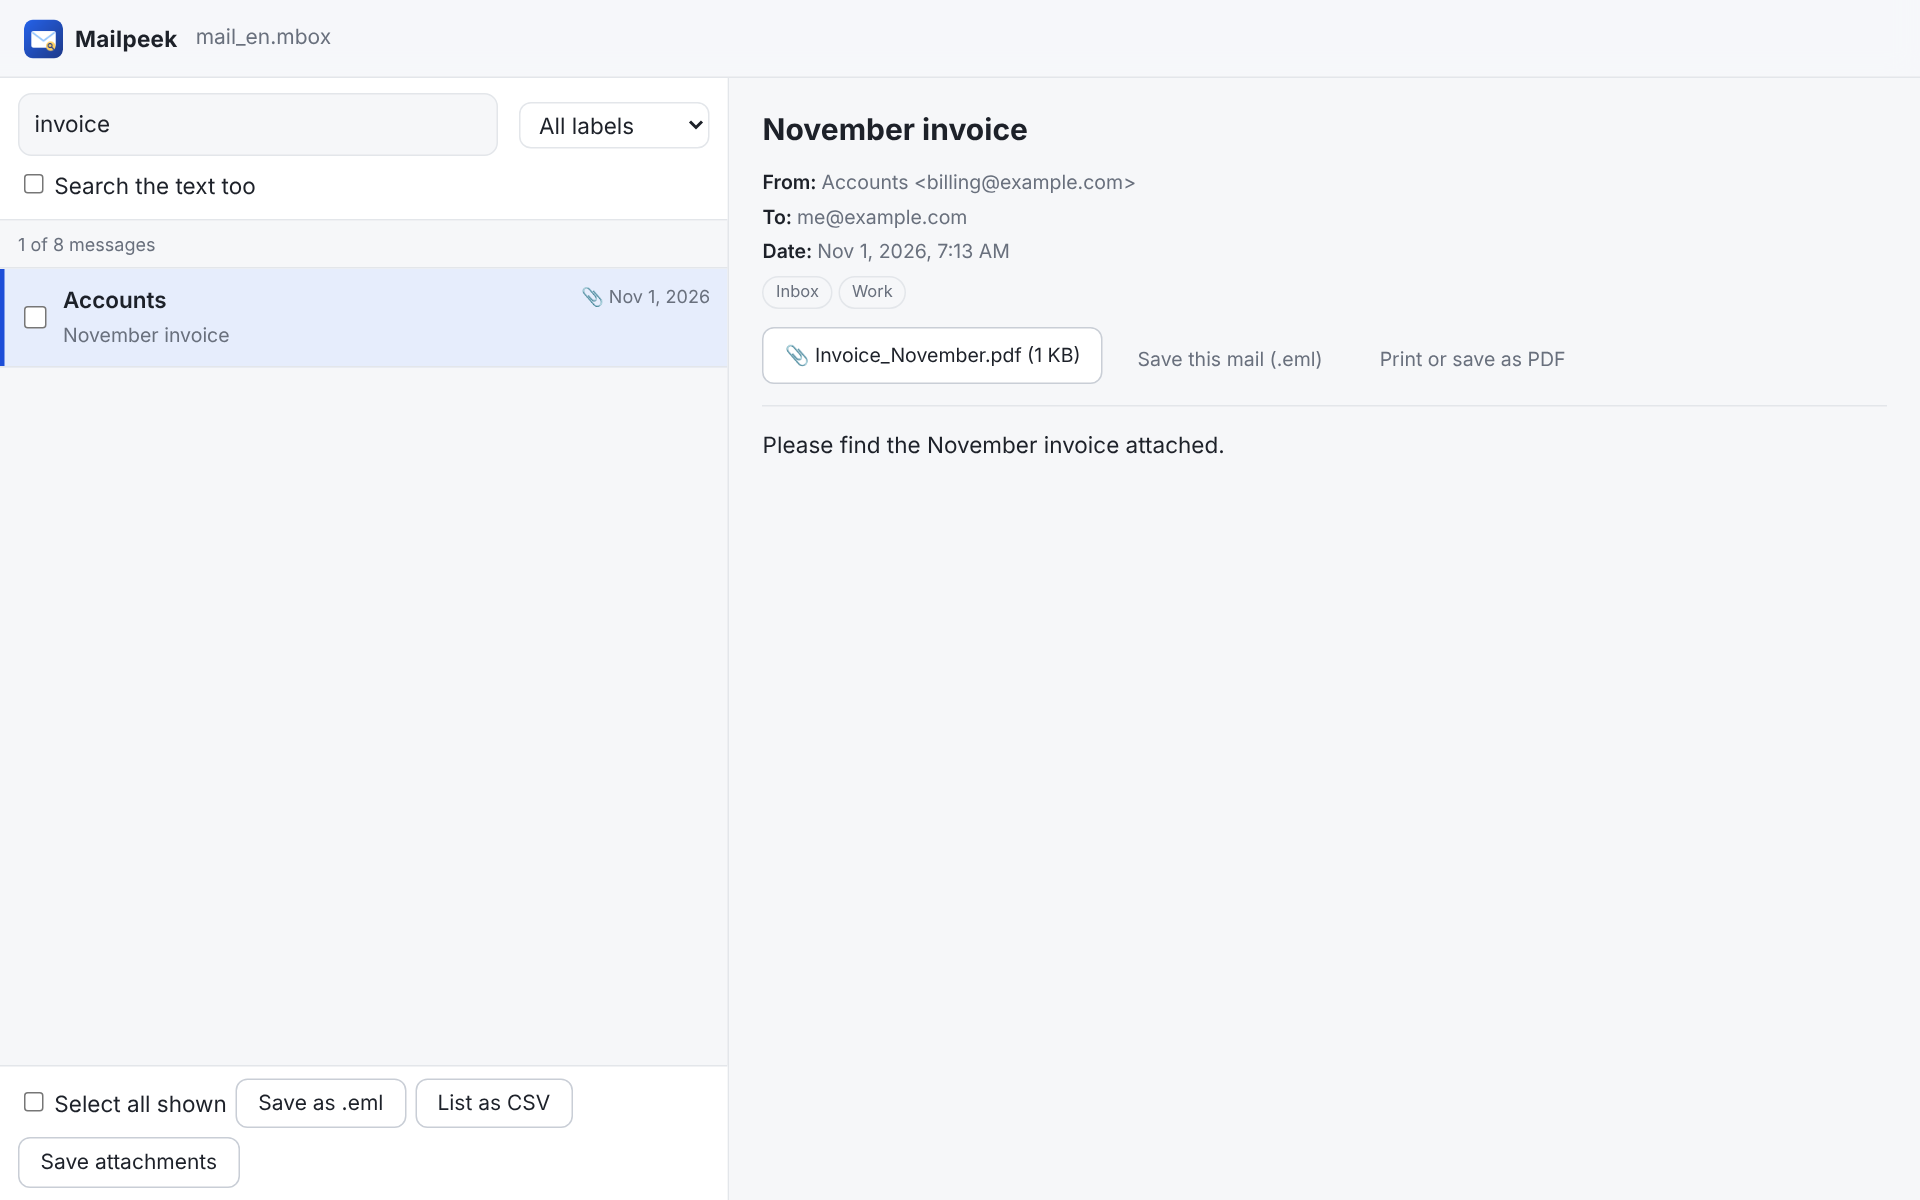 Mailpeek mail_en.mbox
invoice
All labels
Search the text too
1 of 8 messages
Accounts
Nov 1, 2026
November invoice
Select all shown
Save as .eml
List as CSV
Save attachments
November invoice
From: Accounts <billing@example.com>
To: me@example.com
Date: Nov 1, 2026, 7:13 AM
Inbox
Work
Invoice_November.pdf (1 KB)
Save this mail (.eml)
Print or save as PDF
Please find the November invoice attached.